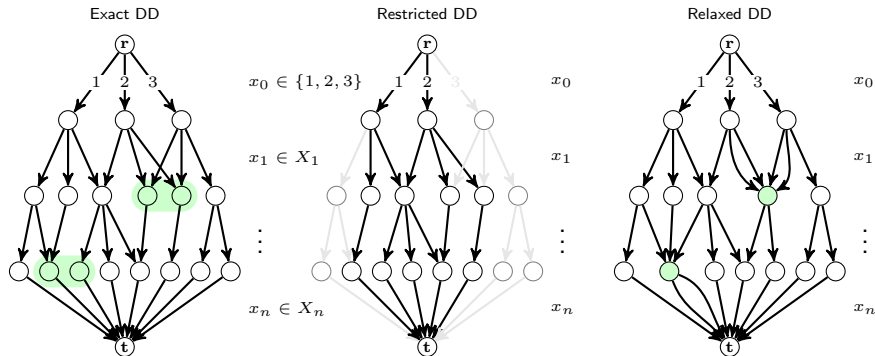 Exact DD
Restricted DD
Relaxed DD
r
r
r
1 2 3
x₀ ∈ {1, 2, 3}
1 2 3
x₀
1 2 3
x₀
x₁ ∈ X₁
x₁
x₁
⋮
⋮
⋮
xₙ ∈ Xₙ
xₙ
xₙ
t
t
t